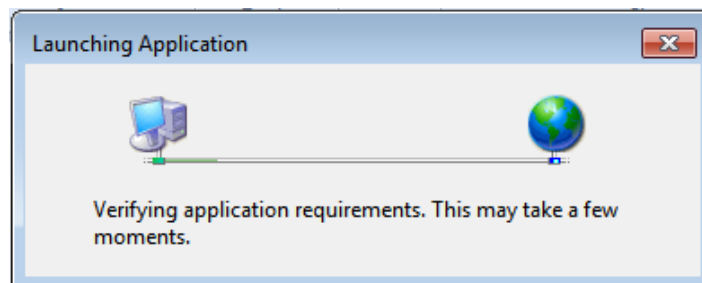 Launching Application
Verifying application requirements. This may take a few
moments.